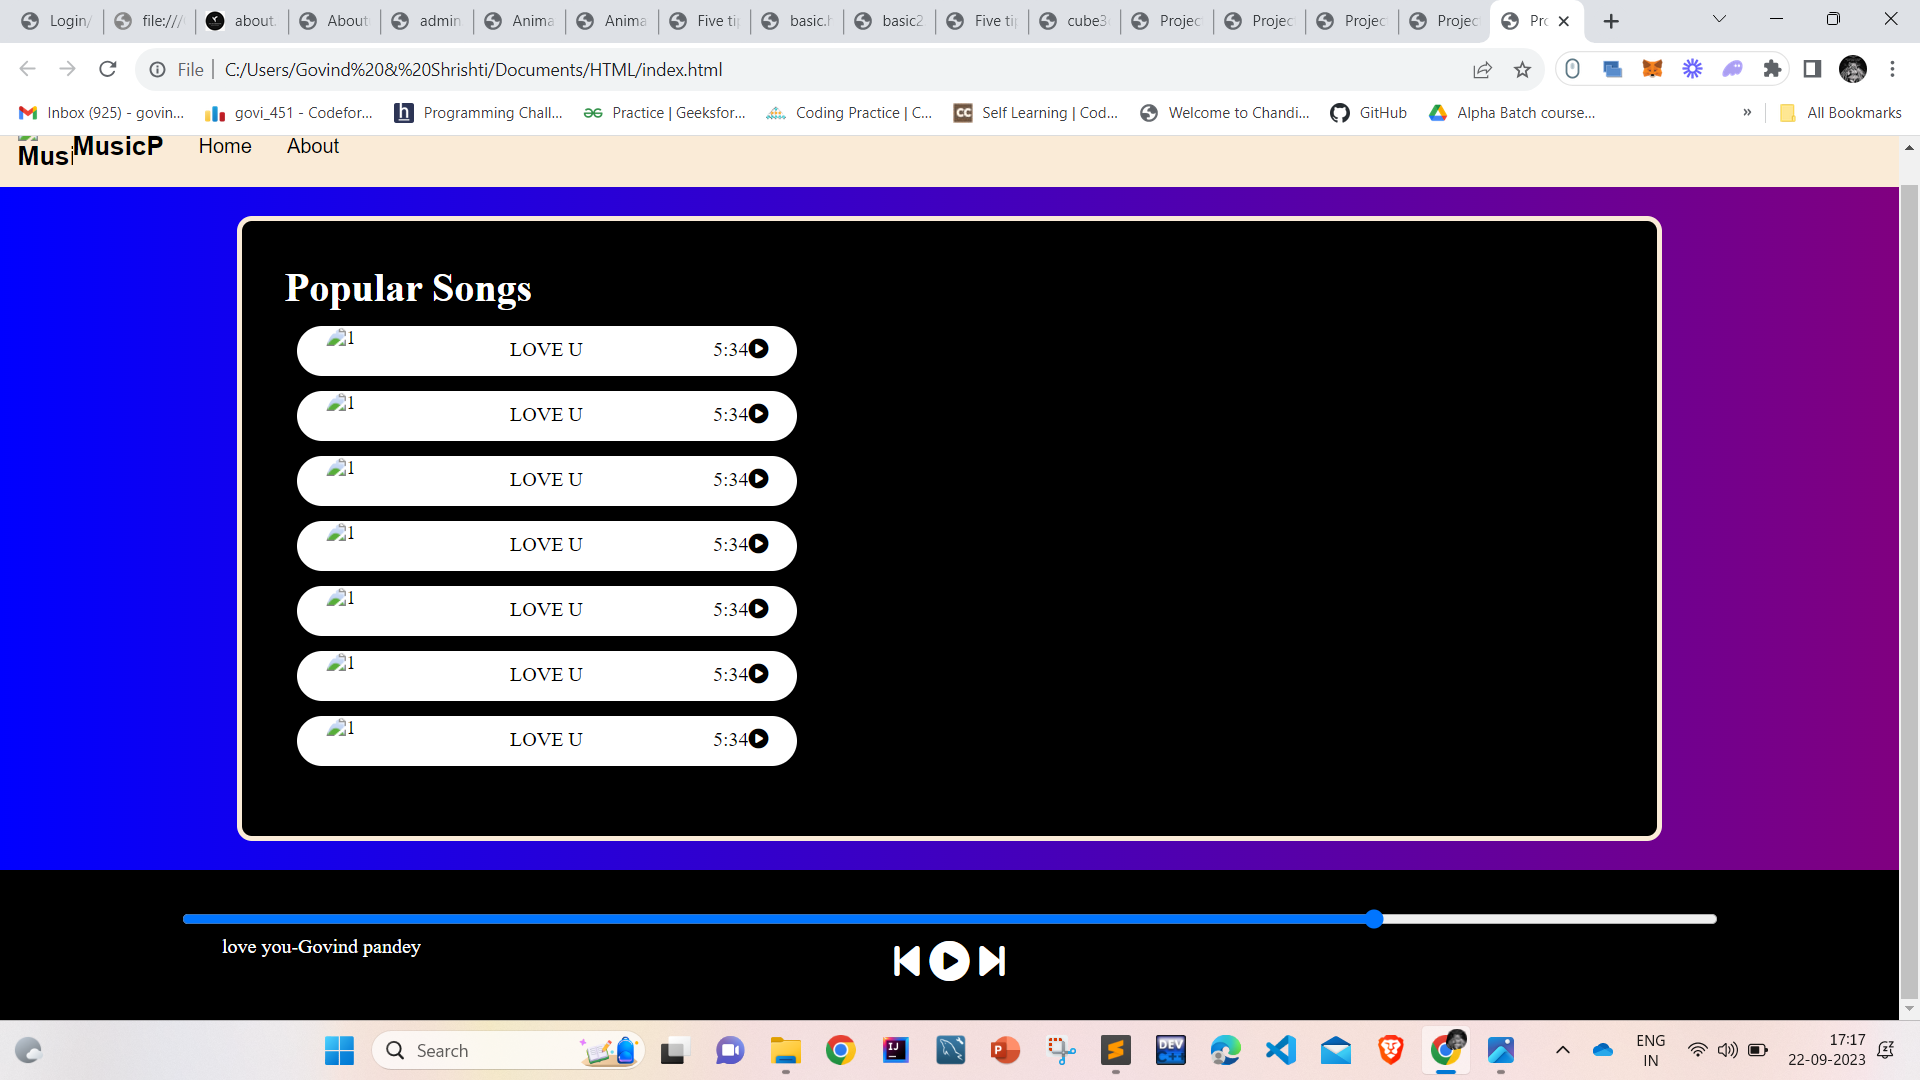 Login/
file:///
about.
About
admin
Anima
Anima
Five tip
basic.h
basic2
Five tip
cube3
Projec
Projec
Projec
Projec
Pro
File
C:/Users/Govind%20&%20Shrishti/Documents/HTML/index.html
Inbox (925) - govin...
govi_451 - Codefor...
h
Programming Chall...
Practice | Geeksfor...
Coding Practice | C...
CC
Self Learning | Cod...
Welcome to Chandi...
GitHub
Alpha Batch course...
»
All Bookmarks
Musi
MusicP
Home
About
Popular Songs
1 LOVE U 5:34
1 LOVE U 5:34
1 LOVE U 5:34
1 LOVE U 5:34
1 LOVE U 5:34
1 LOVE U 5:34
1 LOVE U 5:34
love you-Govind pandey
Search
IJ
P
DEV
C++
ENG
IN
17:17
22-09-2023